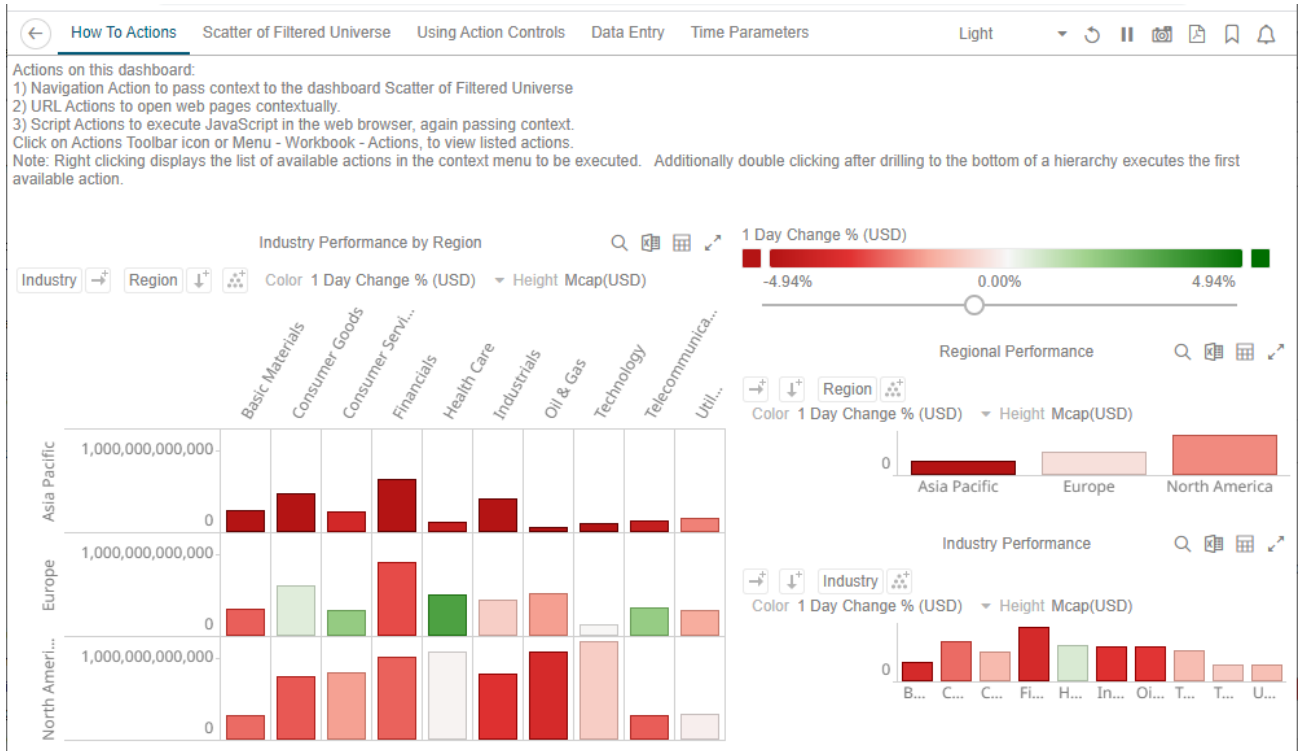 How To Actions Scatter of Filtered Universe Using Action Controls Data Entry Time Parameters Light
Actions on this dashboard:
1) Navigation Action to pass context to the dashboard Scatter of Filtered Universe
2) URL Actions to open web pages contextually.
3) Script Actions to execute JavaScript in the web browser, again passing context.
Click on Actions Toolbar icon or Menu - Workbook - Actions, to view listed actions.
Note: Right clicking displays the list of available actions in the context menu to be executed. Additionally double clicking after drilling to the bottom of a hierarchy executes the first
available action.
Industry Performance by Region
Industry Region Color 1 Day Change % (USD) Height Mcap(USD)
Basic Materials
Consumer Goods
Consumer Servi...
Financials
Health Care
Industrials
Oil & Gas
Technology
Telecommunica...
Util...
Asia Pacific
1,000,000,000,000
0
Europe
1,000,000,000,000
0
North Ameri...
1,000,000,000,000
0
1 Day Change % (USD)
-4.94% 0.00% 4.94%
Regional Performance
Region
Color 1 Day Change % (USD) Height Mcap(USD)
0
Asia Pacific Europe North America
Industry Performance
Industry
Color 1 Day Change % (USD) Height Mcap(USD)
0
B... C... C... Fi... H... In... Oi... T... T... U...